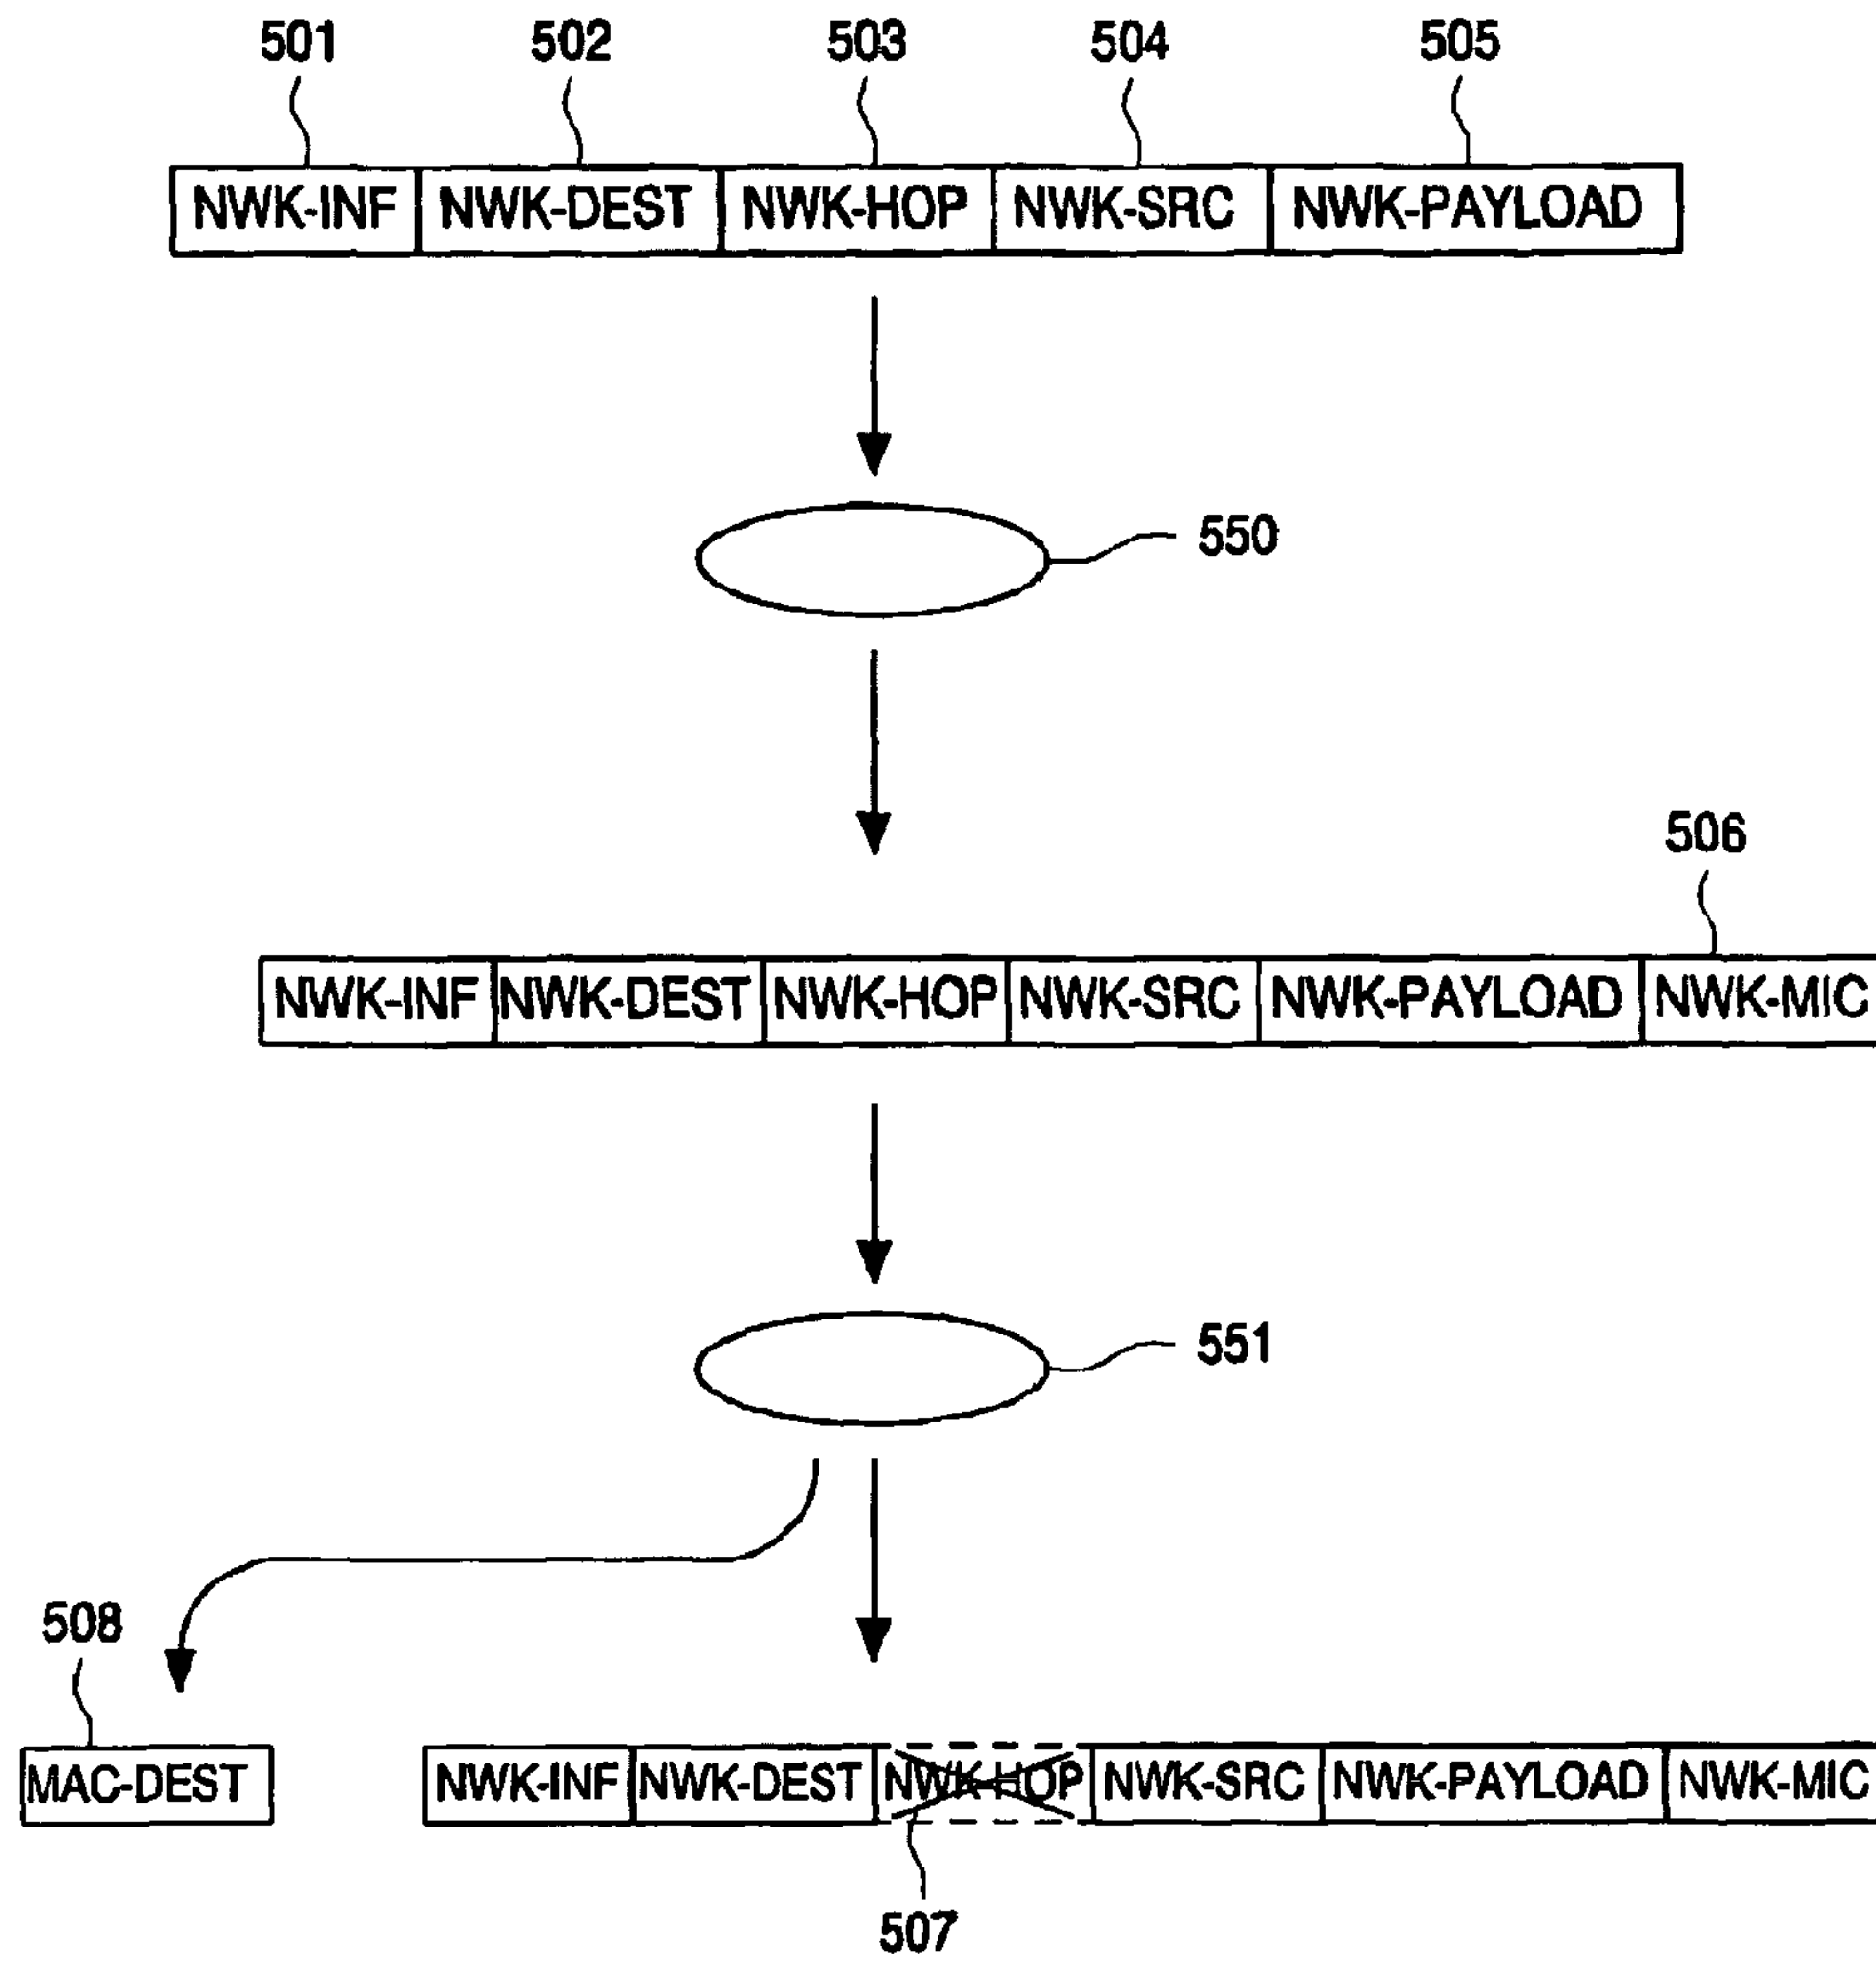 501 502 503 504 505
NWK-INF NWK-DEST NWK-HOP NWK-SRC NWK-PAYLOAD
550
506
NWK-INF NWK-DEST NWK-HOP NWK-SRC NWK-PAYLOAD NWK-MIC
551
508
MAC-DEST NWK-INF NWK-DEST NWK-HOP NWK-SRC NWK-PAYLOAD NWK-MIC
507